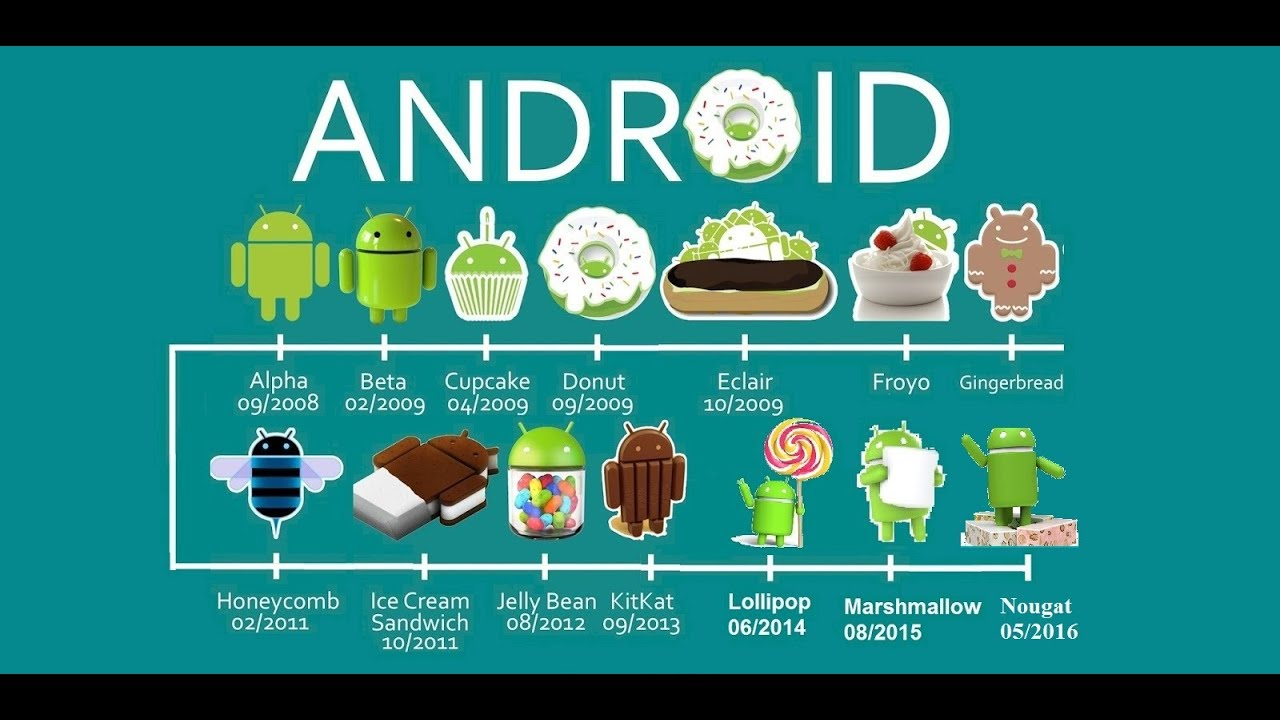 ANDROID
Alpha
09/2008
Beta
02/2009
Cupcake
04/2009
Donut
09/2009
Eclair
10/2009
Froyo
Gingerbread
Honeycomb
02/2011
Ice Cream
Sandwich
10/2011
Jelly Bean
08/2012
KitKat
09/2013
Lollipop
06/2014
Marshmallow
08/2015
Nougat
05/2016